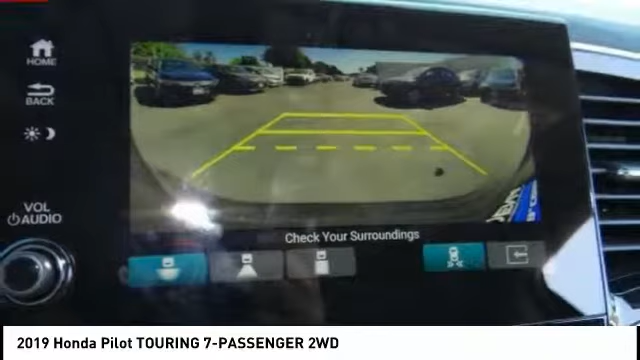 HOME
BACK
VOL
AUDIO
Check Your Surroundings
2019 Honda Pilot TOURING 7-PASSENGER 2WD